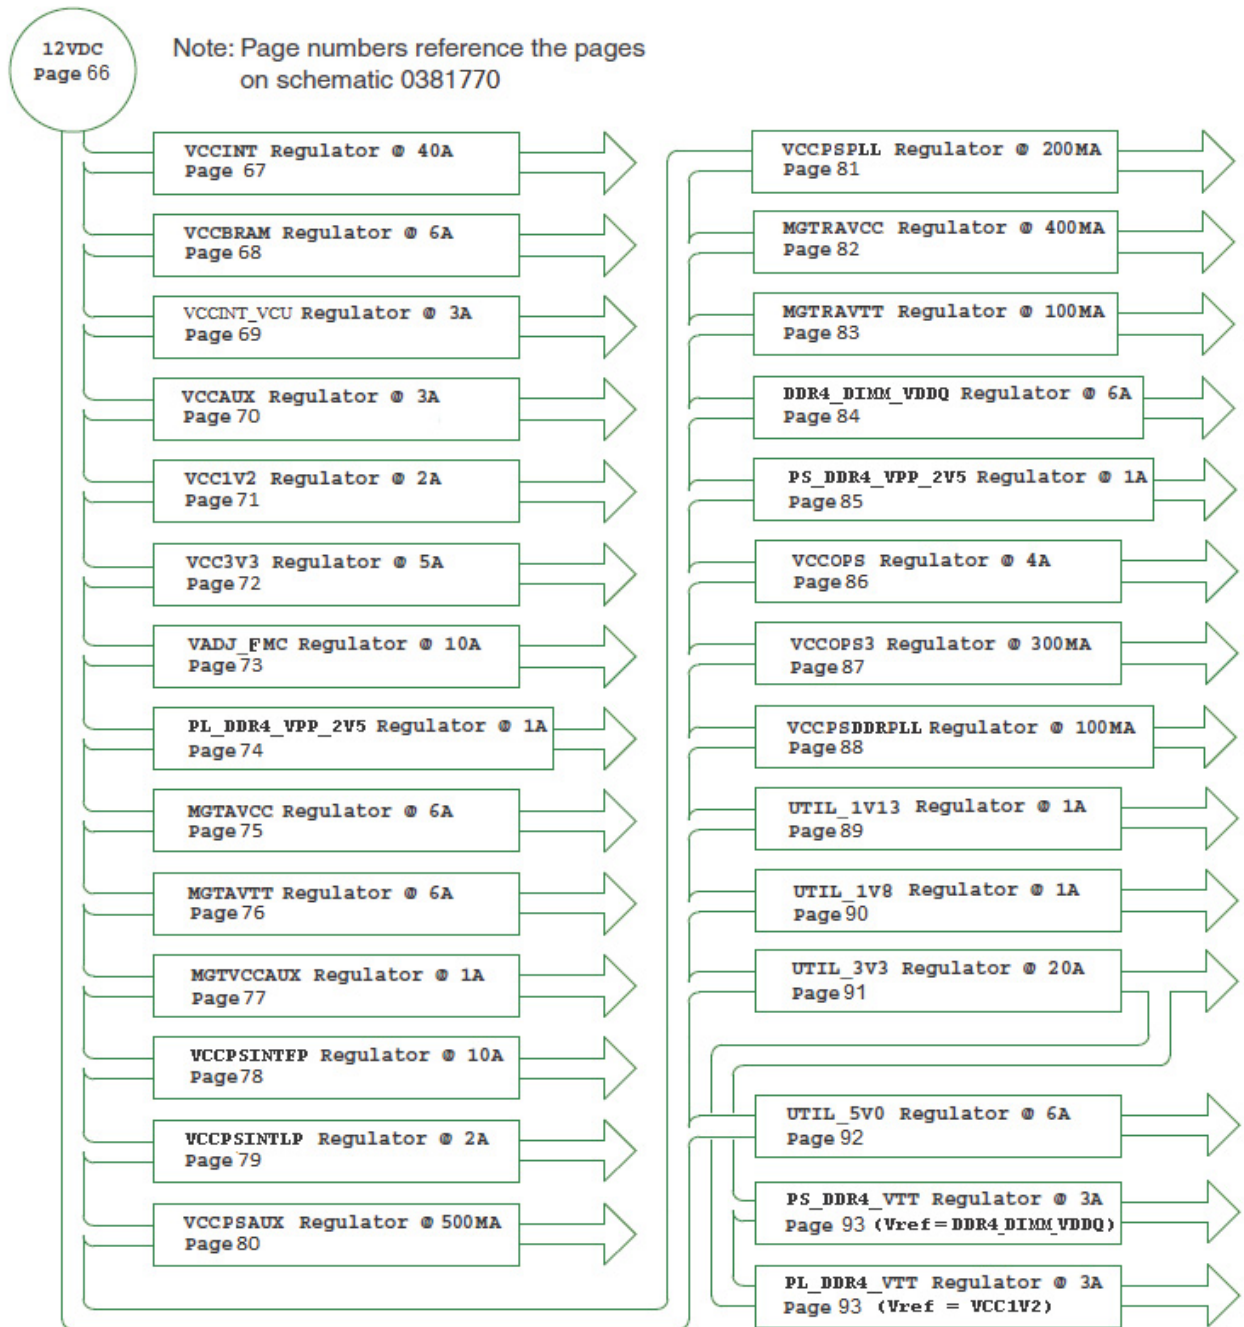 12VDC
Page 66
Note: Page numbers reference the pages
on schematic 0381770
VCCINT Regulator @ 40A
Page 67
VCCBRAM Regulator @ 6A
Page 68
VCCINT_VCU Regulator @ 3A
Page 69
VCCAUX Regulator @ 3A
Page 70
VCC1V2 Regulator @ 2A
Page 71
VCC3V3 Regulator @ 5A
Page 72
VADJ_FMC Regulator @ 10A
Page 73
PL_DDR4_VPP_2V5 Regulator @ 1A
Page 74
MGTAVCC Regulator @ 6A
Page 75
MGTAVTT Regulator @ 6A
Page 76
MGTVCCAUX Regulator @ 1A
Page 77
VCCPSINTFP Regulator @ 10A
Page 78
VCCPSINTLP Regulator @ 2A
Page 79
VCCPSAUX Regulator @ 500MA
Page 80
VCCPSPLL Regulator @ 200MA
Page 81
MGTRAVCC Regulator @ 400MA
Page 82
MGTRAVTT Regulator @ 100MA
Page 83
DDR4_DIMM_VDDQ Regulator @ 6A
Page 84
PS_DDR4_VPP_2V5 Regulator @ 1A
Page 85
VCCOPS Regulator @ 4A
Page 86
VCCOPS3 Regulator @ 300MA
Page 87
VCCPSDDRPLL Regulator @ 100MA
Page 88
UTIL_1V13 Regulator @ 1A
Page 89
UTIL_1V8 Regulator @ 1A
Page 90
UTIL_3V3 Regulator @ 20A
Page 91
UTIL_5V0 Regulator @ 6A
Page 92
PS_DDR4_VTT Regulator @ 3A
Page 93 (Vref=DDR4_DIMM_VDDQ)
PL_DDR4_VTT Regulator @ 3A
Page 93 (Vref = VCC1V2)